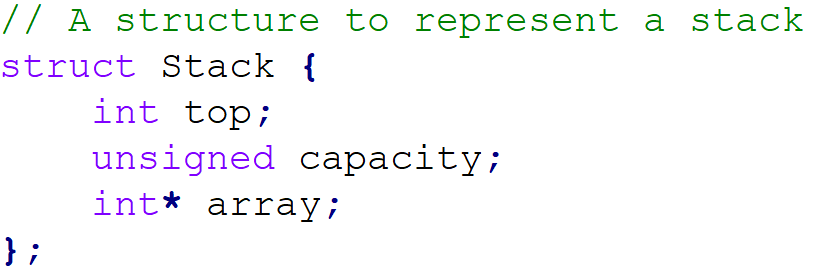 // A structure to represent a stack
struct Stack {
    int top;
    unsigned capacity;
    int* array;
};